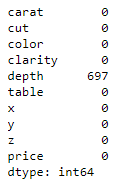 carat 0
cut 0
color 0
clarity 0
depth 697
table 0
x 0
y 0
z 0
price 0
dtype: int64